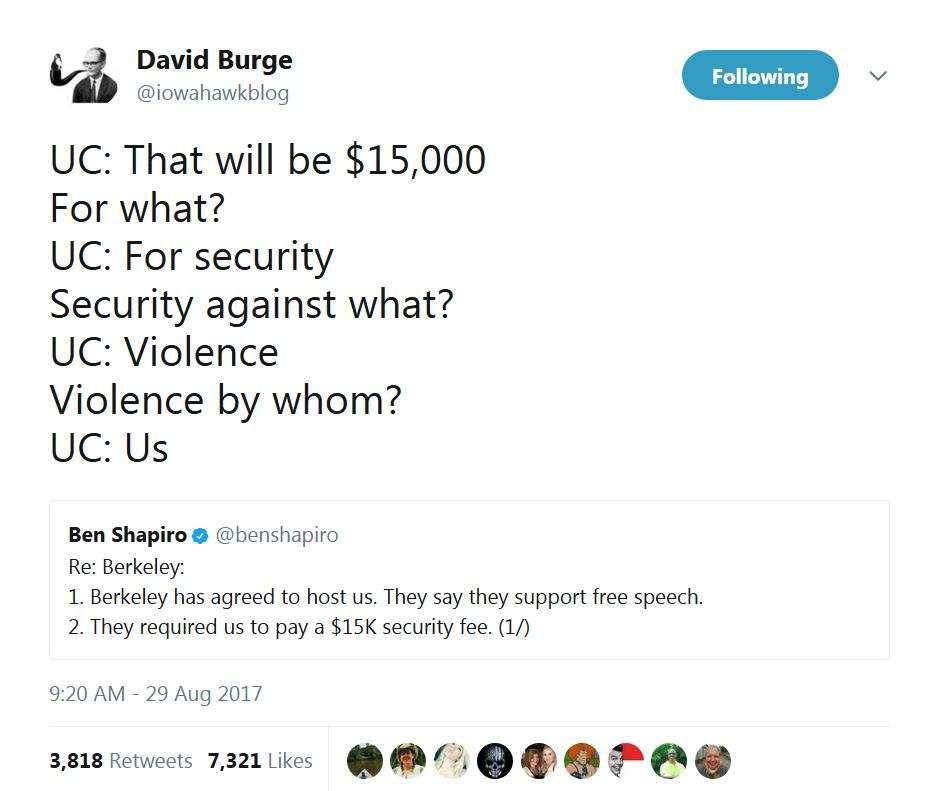 David Burge
@iowahawkblog
Following
UC: That will be $15,000
For what?
UC: For security
Security against what?
UC: Violence
Violence by whom?
UC: Us
Ben Shapiro @benshapiro
Re: Berkeley:
1. Berkeley has agreed to host us. They say they support free speech.
2. They required us to pay a $15K security fee. (1/)
9:20 AM - 29 Aug 2017
3,818 Retweets 7,321 Likes